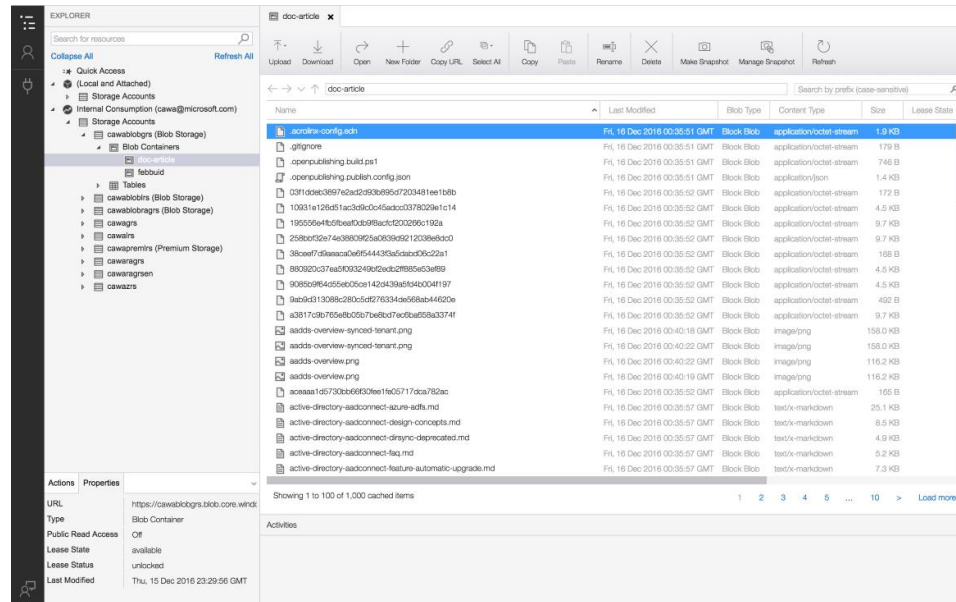 EXPLORER
Search for resources
Collapse All Refresh All
Quick Access
(Local and Attached)
Storage Accounts
Internal Consumption (cawa@microsoft.com)
Storage Accounts
cawablobgrs (Blob Storage)
Blob Containers
doc-article
febbuid
Tables
cawabloblrs (Blob Storage)
cawablobragrs (Blob Storage)
cawagrs
cawalrs
cawapremlrs (Premium Storage)
cawaragrs
cawaragrsen
cawazrs
Actions Properties
URL https://cawablobgrs.blob.core.windo
Type Blob Container
Public Read Access Off
Lease State available
Lease Status unlocked
Last Modified Thu, 15 Dec 2016 23:29:56 GMT
doc-article
Upload Download Open New Folder Copy URL Select All Copy Paste Rename Delete Make Snapshot Manage Snapshot Refresh
doc-article Search by prefix (case-sensitive)
Name Last Modified Blob Type Content Type Size Lease State
.acrolinx-config.edn Fri, 16 Dec 2016 00:35:51 GMT Block Blob application/octet-stream 1.9 KB
.gitignore Fri, 16 Dec 2016 00:35:51 GMT Block Blob application/octet-stream 179 B
.openpublishing.build.ps1 Fri, 16 Dec 2016 00:35:51 GMT Block Blob application/octet-stream 746 B
.openpublishing.publish.config.json Fri, 16 Dec 2016 00:35:51 GMT Block Blob application/json 1.4 KB
Fri, 16 Dec 2016 00:35:52 GMT Block Blob application/octet-stream 172 B
10931e126d51ac3d9c0c45adcc0378029e1c14 Fri, 16 Dec 2016 00:35:52 GMT Block Blob application/octet-stream 4.5 KB
Fri, 16 Dec 2016 00:35:52 GMT Block Blob application/octet-stream 9.7 KB
258bbf32e74e38809f25a0839d9212038e8dc0 Fri, 16 Dec 2016 00:35:52 GMT Block Blob application/octet-stream 9.7 KB
Fri, 16 Dec 2016 00:35:52 GMT Block Blob application/octet-stream 168 B
880920c37ea5f093249bf2edb2ff885e53ef89 Fri, 16 Dec 2016 00:35:52 GMT Block Blob application/octet-stream 4.5 KB
9085b9f64d55eb05ce142d439a5fd4b004f197 Fri, 16 Dec 2016 00:35:52 GMT Block Blob application/octet-stream 4.5 KB
9ab9d313088c280c5df276334de568ab44620e Fri, 16 Dec 2016 00:35:52 GMT Block Blob application/octet-stream 492 B
a3817c9b765e8b05b7be8bd7ec6ba658a3374f Fri, 16 Dec 2016 00:35:52 GMT Block Blob application/octet-stream 9.7 KB
aadds-overview-synced-tenant.png Fri, 16 Dec 2016 00:40:18 GMT Block Blob image/png 158.0 KB
aadds-overview-synced-tenant.png Fri, 16 Dec 2016 00:40:22 GMT Block Blob image/png 158.0 KB
aadds-overview.png Fri, 16 Dec 2016 00:40:22 GMT Block Blob image/png 116.2 KB
aadds-overview.png Fri, 16 Dec 2016 00:40:19 GMT Block Blob image/png 116.2 KB
aceaaa1d5730bb66f30fee1fe05717dca782ac Fri, 16 Dec 2016 00:35:52 GMT Block Blob application/octet-stream 165 B
active-directory-aadconnect-azure-adfs.md Fri, 16 Dec 2016 00:35:57 GMT Block Blob text/x-markdown 25.1 KB
active-directory-aadconnect-design-concepts.md Fri, 16 Dec 2016 00:35:57 GMT Block Blob text/x-markdown 8.5 KB
active-directory-aadconnect-dirsync-deprecated.md Fri, 16 Dec 2016 00:35:57 GMT Block Blob text/x-markdown 4.9 KB
active-directory-aadconnect-faq.md Fri, 16 Dec 2016 00:35:57 GMT Block Blob text/x-markdown 5.2 KB
active-directory-aadconnect-feature-automatic-upgrade.md Fri, 16 Dec 2016 00:35:57 GMT Block Blob text/x-markdown 7.3 KB
Showing 1 to 100 of 1,000 cached items 1 2 3 4 5 ... 10 > Load more
Activities